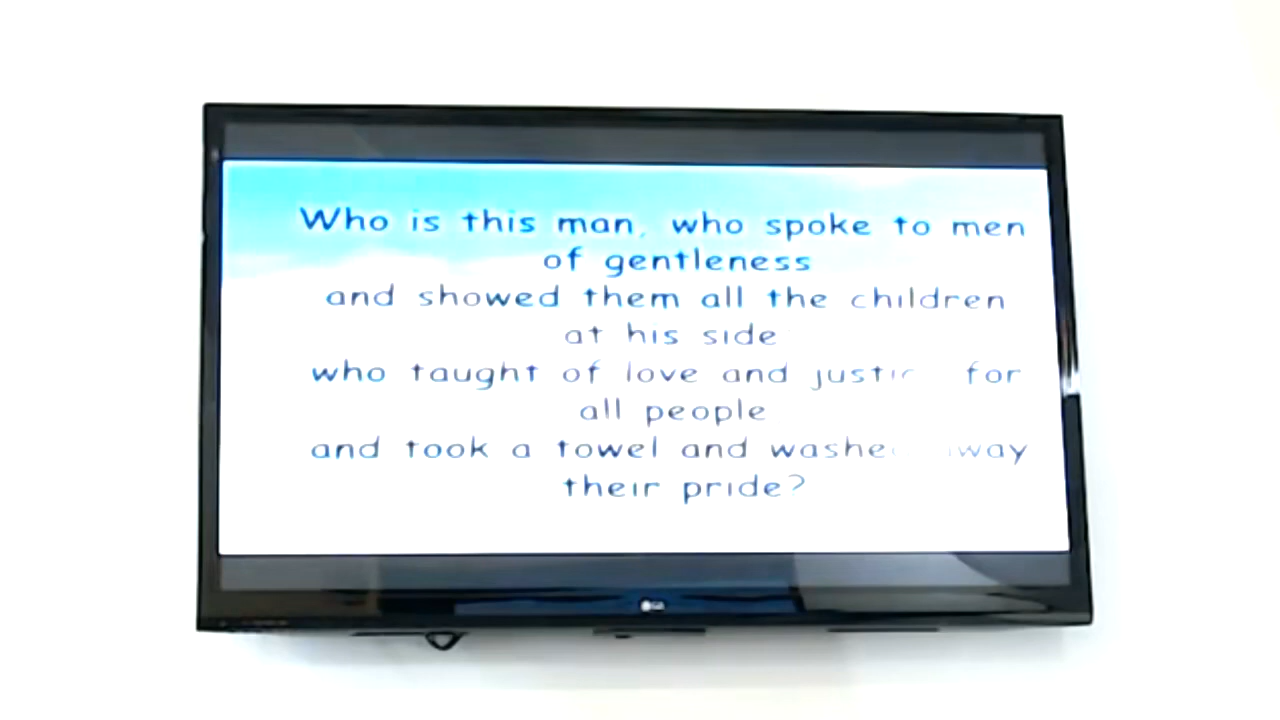 Who is this man, who spoke to men
of gentleness
and showed them all the children
at his side
who taught of love and for
all people
and took a towel and
their pride?
LG